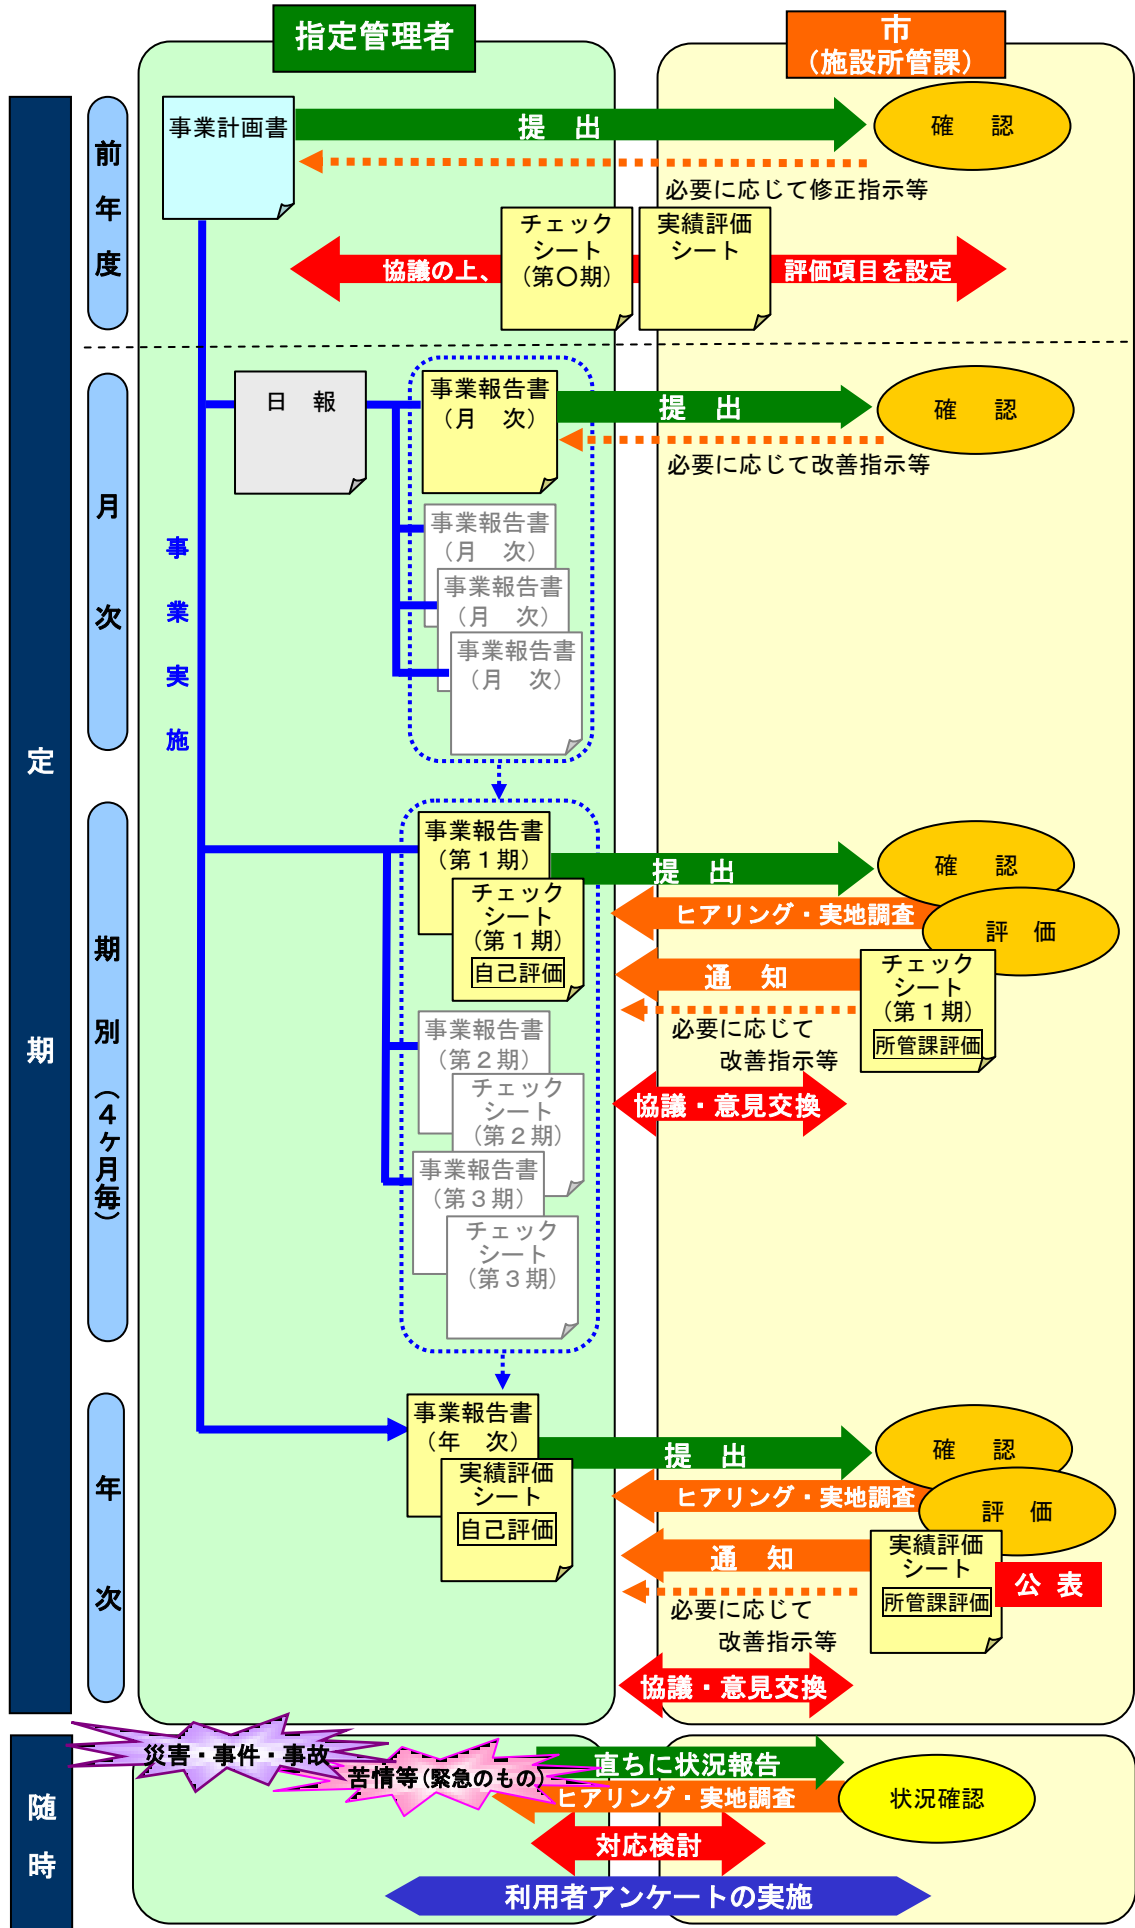 指定管理者
市
（施設所管課）
定
期
前
年
度
事業計画書
提　出
確　認
必要に応じて修正指示等
協議の上、
チェック
シート
（第〇期）
実績評価
シート
評価項目を設定
月
次
日　報
事業報告書
（月　次）
提　出
確　認
必要に応じて改善指示等
事業報告書
（月　次）
事業報告書
（月　次）
事業報告書
（月　次）
事
業
実
施
期
別
（４ヶ月毎）
事業報告書
（第１期）
チェック
シート
（第１期）
自己評価
提　出
確　認
ヒアリング・実地調査
評　価
通　知
チェック
シート
（第１期）
所管課評価
必要に応じて
改善指示等
協議・意見交換
事業報告書
（第２期）
チェック
シート
（第２期）
事業報告書
（第３期）
チェック
シート
（第３期）
年
次
事業報告書
（年　次）
実績評価
シート
自己評価
提　出
確　認
ヒアリング・実地調査
評　価
通　知
実績評価
シート
所管課評価
公 表
必要に応じて
改善指示等
協議・意見交換
随
時
災害・事件・事故
苦情等（緊急のもの）
直ちに状況報告
ヒアリング・実地調査
状況確認
対応検討
利用者アンケートの実施